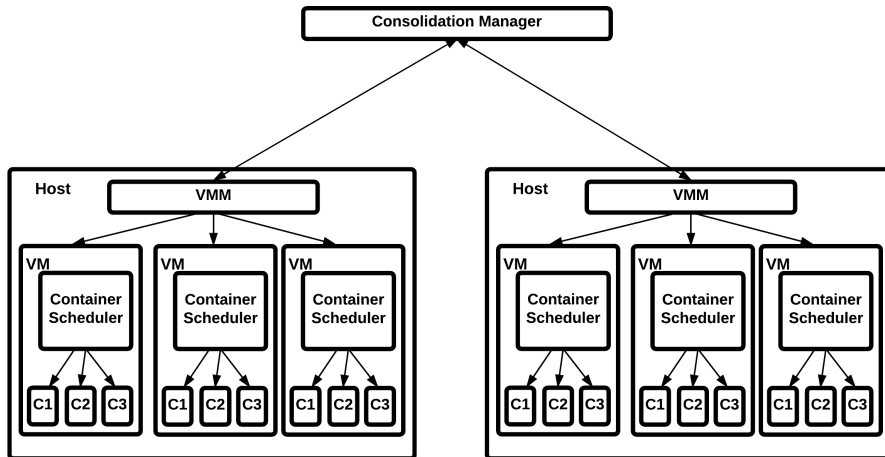 Consolidation Manager
Host
VMM
VM
Container
Scheduler
C1 C2 C3
VM
Container
Scheduler
C1 C2 C3
VM
Container
Scheduler
C1 C2 C3
Host
VMM
VM
Container
Scheduler
C1 C2 C3
VM
Container
Scheduler
C1 C2 C3
VM
Container
Scheduler
C1 C2 C3